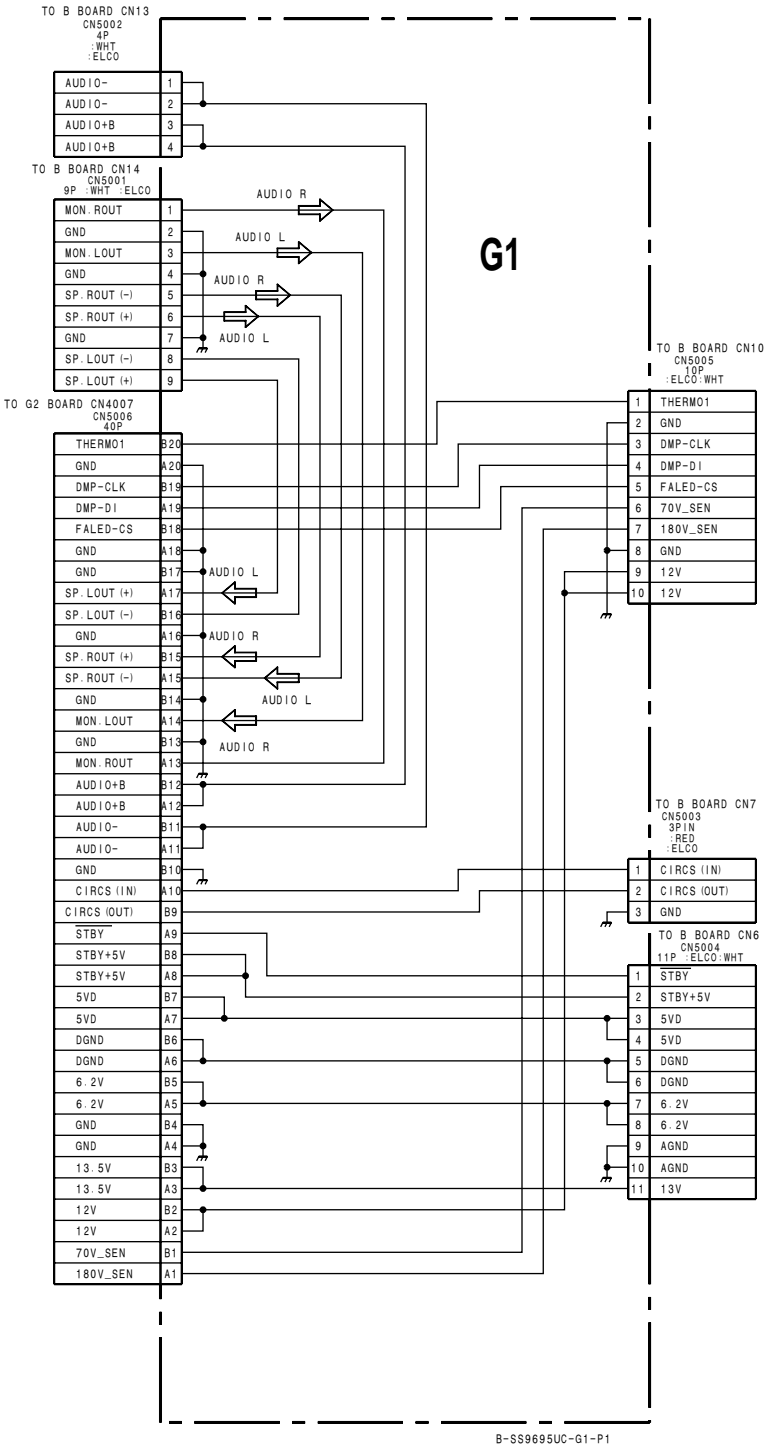 TO B BOARD CN13
CN5002
4P
:WHT
:ELCO
AUDIO- 1
AUDIO- 2
AUDIO+B 3
AUDIO+B 4
TO B BOARD CN14
CN5001
9P :WHT :ELCO
MON.ROUT 1
GND 2
MON.LOUT 3
GND 4
SP.ROUT(-) 5
SP.ROUT(+) 6
GND 7
SP.LOUT(-) 8
SP.LOUT(+) 9
AUDIO R
AUDIO L
AUDIO R
AUDIO L
G1
TO G2 BOARD CN4007
CN5006
40P
THERMO1 B20
GND A20
DMP-CLK B19
DMP-DI A19
FALED-CS B18
GND A18
GND B17
SP.LOUT(+) A17
SP.LOUT(-) B16
GND A16
SP.ROUT(+) B15
SP.ROUT(-) A15
GND B14
MON.LOUT A14
GND B13
MON.ROUT A13
AUDIO+B B12
AUDIO+B A12
AUDIO- B11
AUDIO- A11
GND B10
CIRCS(IN) A10
CIRCS(OUT) B9
STBY A9
STBY+5V B8
STBY+5V A8
5VD B7
5VD A7
DGND B6
DGND A6
6.2V B5
6.2V A5
GND B4
GND A4
13.5V B3
13.5V A3
12V B2
12V A2
70V_SEN B1
180V_SEN A1
AUDIO L
AUDIO R
AUDIO L
AUDIO R
TO B BOARD CN10
CN5005
10P
:ELCO:WHT
1 THERMO1
2 GND
3 DMP-CLK
4 DMP-DI
5 FALED-CS
6 70V_SEN
7 180V_SEN
8 GND
9 12V
10 12V
TO B BOARD CN7
CN5003
3PIN
:RED
:ELCO
1 CIRCS(IN)
2 CIRCS(OUT)
3 GND
TO B BOARD CN6
CN5004
11P :ELCO:WHT
1 STBY
2 STBY+5V
3 5VD
4 5VD
5 DGND
6 DGND
7 6.2V
8 6.2V
9 AGND
10 AGND
11 13V
B-SS9695UC-G1-P1